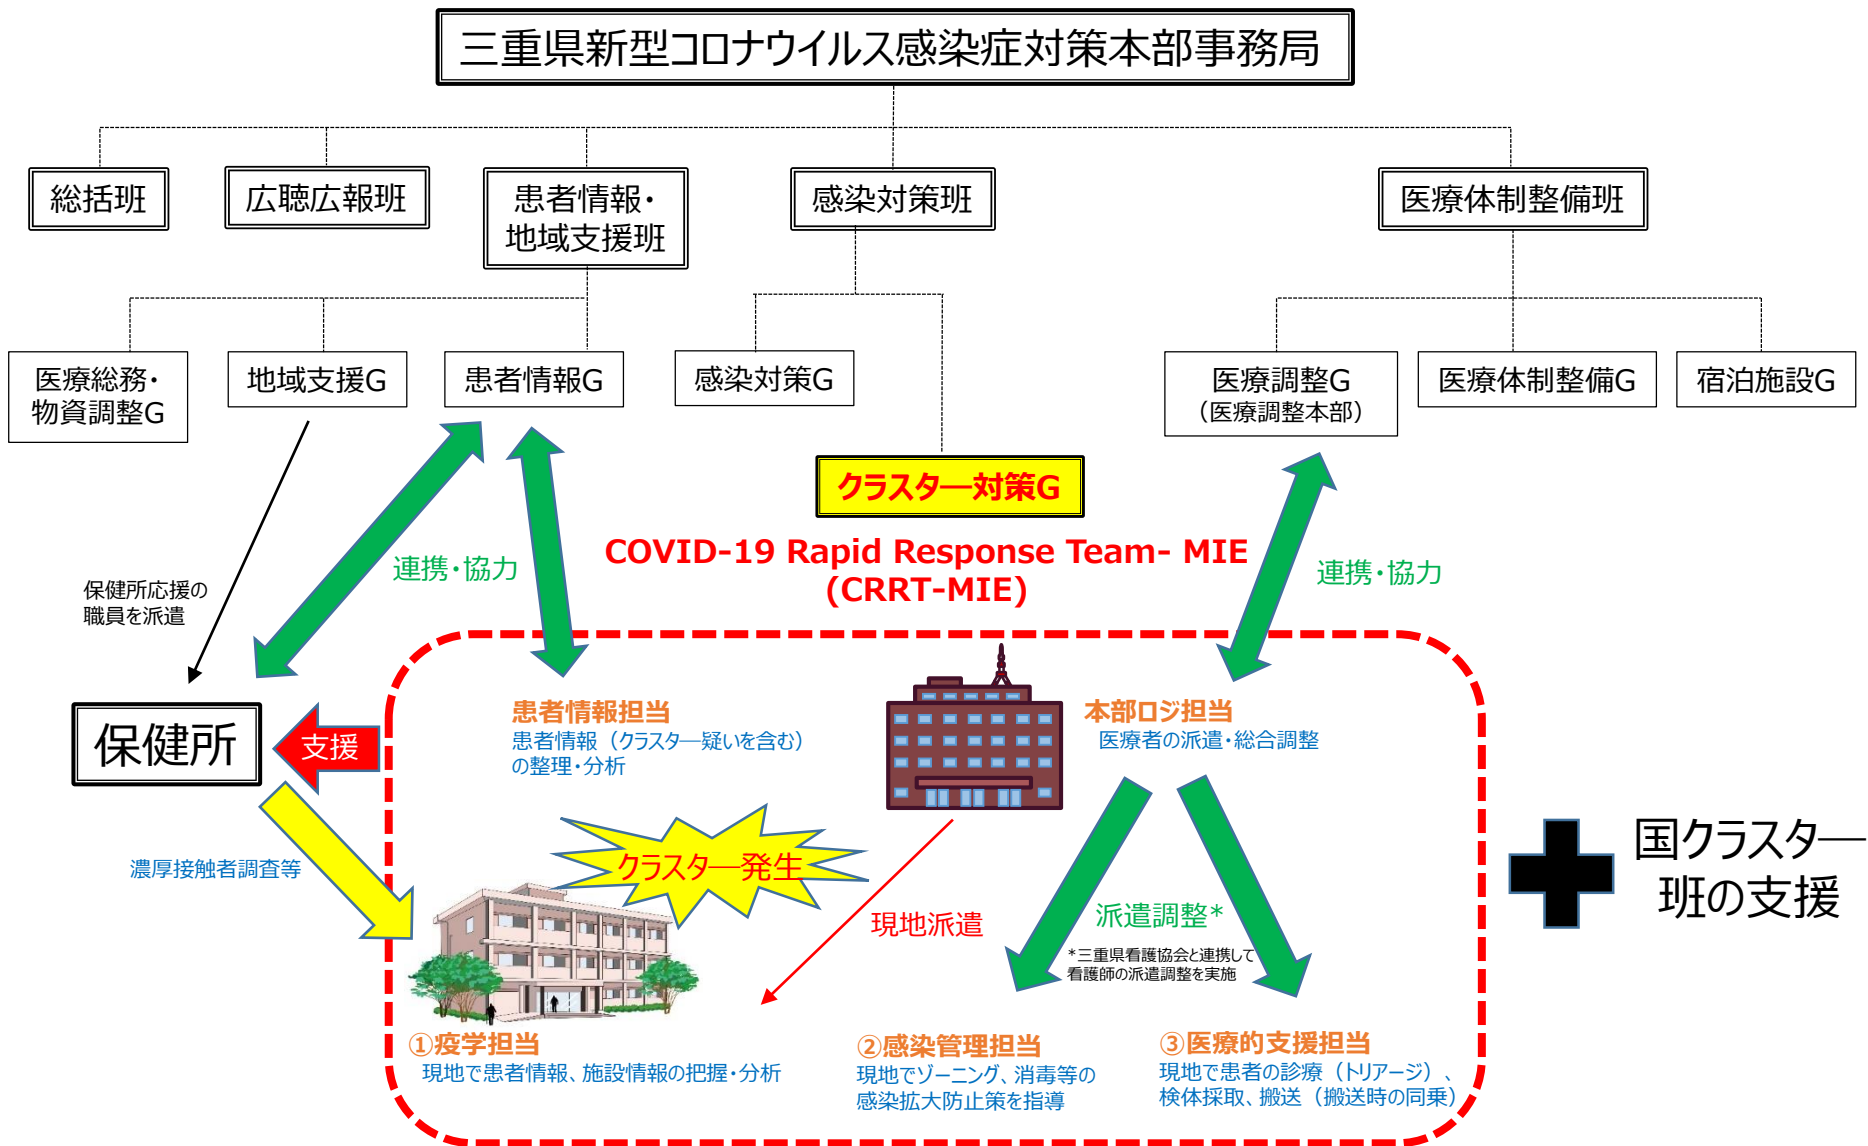 三重県新型コロナウイルス感染症対策本部事務局
総括班
広聴広報班
患者情報・
地域支援班
感染対策班
医療体制整備班
医療総務・
物資調整G
地域支援G
患者情報G
感染対策G
医療調整G
（医療調整本部）
医療体制整備G
宿泊施設G
クラスター対策G
COVID-19 Rapid Response Team- MIE
(CRRT-MIE)
連携・協力
連携・協力
保健所応援の
職員を派遣
保健所
支援
患者情報担当
患者情報（クラスター疑いを含む）
の整理・分析
本部ロジ担当
医療者の派遣・総合調整
クラスター発生
濃厚接触者調査等
現地派遣
派遣調整*
*三重県看護協会と連携して
看護師の派遣調整を実施
国クラスター
班の支援
①疫学担当
現地で患者情報、施設情報の把握・分析
②感染管理担当
現地でゾーニング、消毒等の
感染拡大防止策を指導
③医療的支援担当
現地で患者の診療（トリアージ）、
検体採取、搬送（搬送時の同乗）